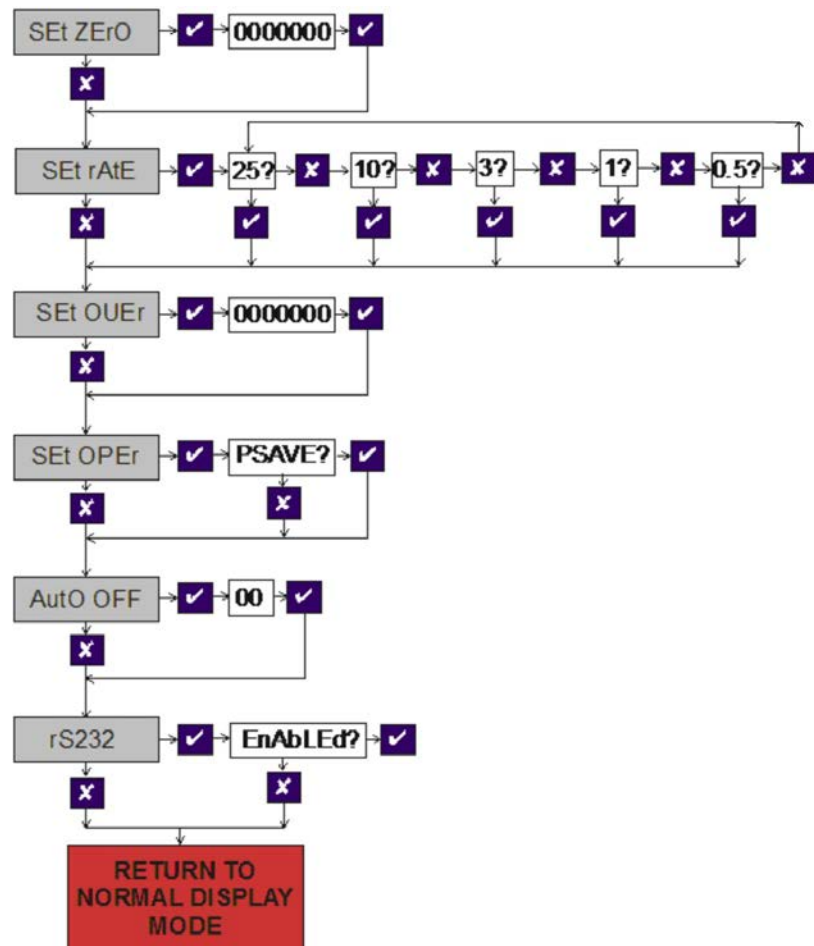 SEt ZErO 0000000
SEt rAtE 25? 10? 3? 1? 0.5?
SEt OUEr 0000000
SEt OPEr PSAVE?
AutO OFF 00
rS232 EnAbLEd?
RETURN TO
NORMAL DISPLAY
MODE